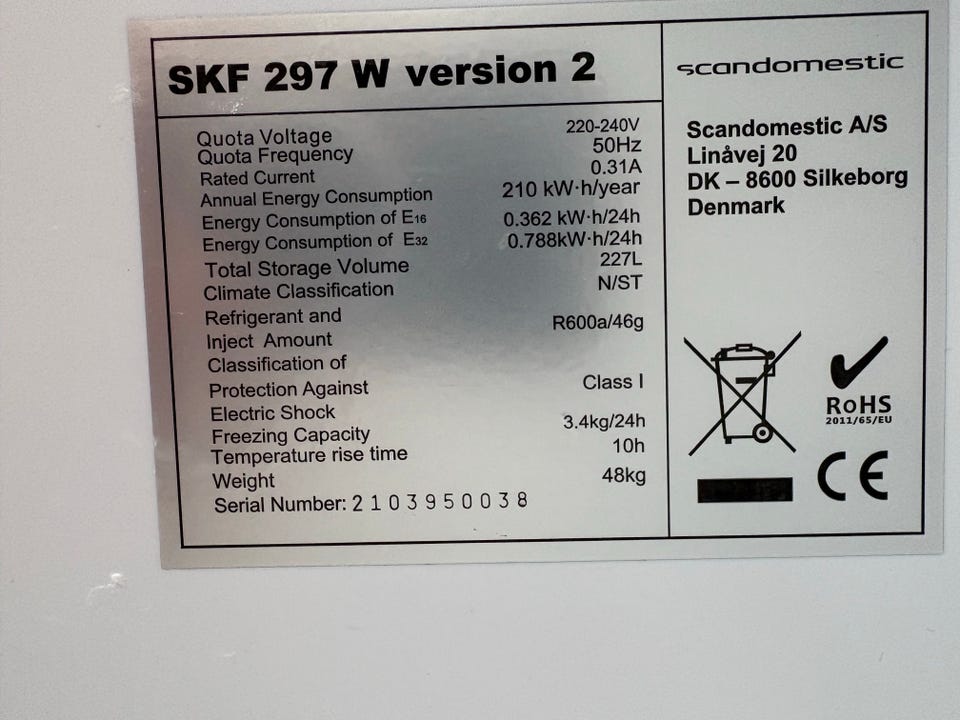 SKF 297 W version 2
Quota Voltage 220-240V
Quota Frequency 50Hz
Rated Current 0.31A
Annual Energy Consumption 210 kW·h/year
Energy Consumption of E16 0.362 kW·h/24h
Energy Consumption of E32 0.788kW·h/24h
Total Storage Volume 227L
Climate Classification N/ST
Refrigerant and
Inject Amount R600a/46g
Classification of
Protection Against Class I
Electric Shock
Freezing Capacity 3.4kg/24h
Temperature rise time 10h
Weight 48kg
Serial Number: 2103950038
scandomestic
Scandomestic A/S
Linåvej 20
DK – 8600 Silkeborg
Denmark
RoHS
2011/65/EU
CE